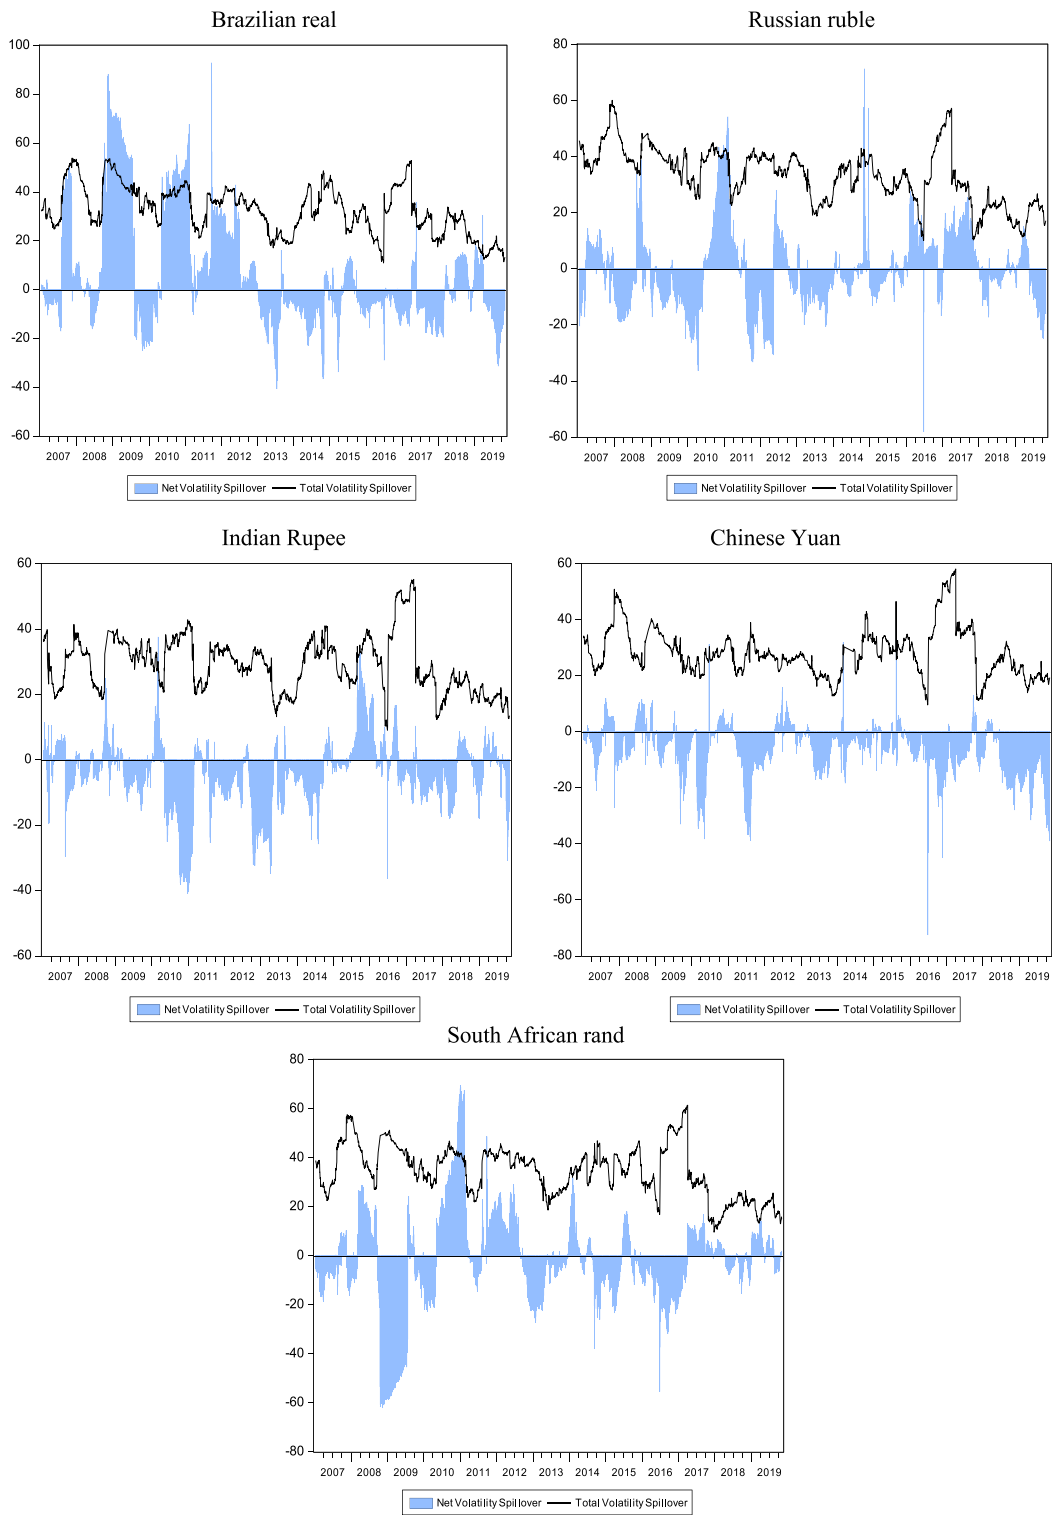 Brazilian real
100
80
60
40
20
0
-20
-40
-60
2007 2008 2009 2010 2011 2012 2013 2014 2015 2016 2017 2018 2019
Net Volatility Spillover Total Volatility Spillover
Russian ruble
80
60
40
20
0
-20
-40
-60
2007 2008 2009 2010 2011 2012 2013 2014 2015 2016 2017 2018 2019
Net Volatility Spillover Total Volatility Spillover
Indian Rupee
60
40
20
0
-20
-40
-60
2007 2008 2009 2010 2011 2012 2013 2014 2015 2016 2017 2018 2019
Net Volatility Spillover Total Volatility Spillover
Chinese Yuan
60
40
20
0
-20
-40
-60
-80
2007 2008 2009 2010 2011 2012 2013 2014 2015 2016 2017 2018 2019
Net Volatility Spillover Total Volatility Spillover
South African rand
80
60
40
20
0
-20
-40
-60
-80
2007 2008 2009 2010 2011 2012 2013 2014 2015 2016 2017 2018 2019
Net Volatility Spillover Total Volatility Spillover